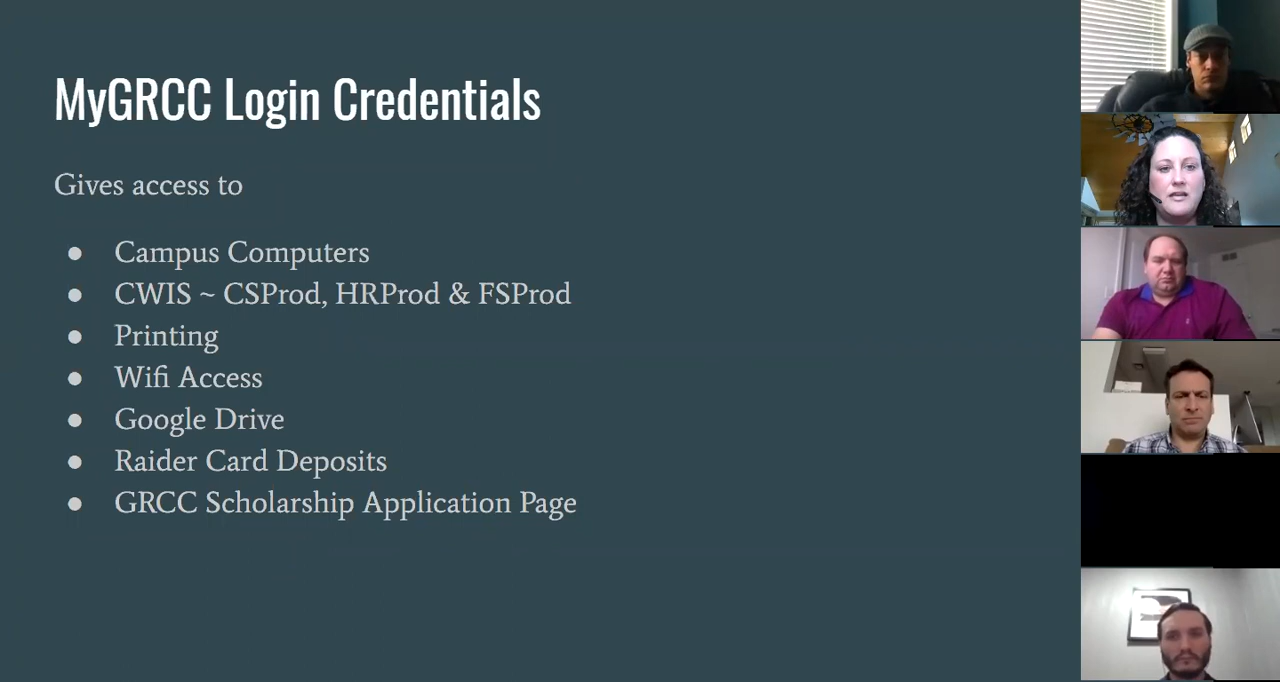 MyGRCC Login Credentials
Gives access to
● Campus Computers
● CWIS ~ CSProd, HRProd & FSProd
● Printing
● Wifi Access
● Google Drive
● Raider Card Deposits
● GRCC Scholarship Application Page